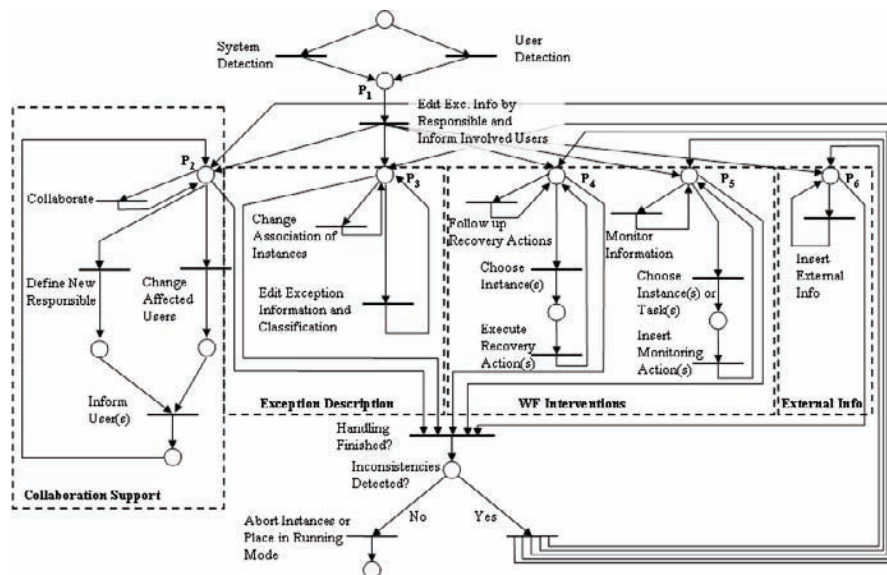 System
Detection
User
Detection
P1
Edit Exc. Info by
Responsible and
Inform Involved Users
P2
P3
P4
P5
P6
Collaborate
Change
Association of
Instances
Follow up
Recovery Actions
Monitor
Information
Insert
External
Info
Define New
Responsible
Change
Affected
Users
Edit Exception
Information and
Classification
Choose
Instance(s)
Choose
Instance(s) or
Task(s)
Execute
Recovery
Action(s)
Insert
Monitoring
Action(s)
Inform
User(s)
Exception Description
WF Interventions
External Info
Handling
Finished?
Inconsistencies
Detected?
Collaboration Support
No
Yes
Abort Instances or
Place in Running
Mode